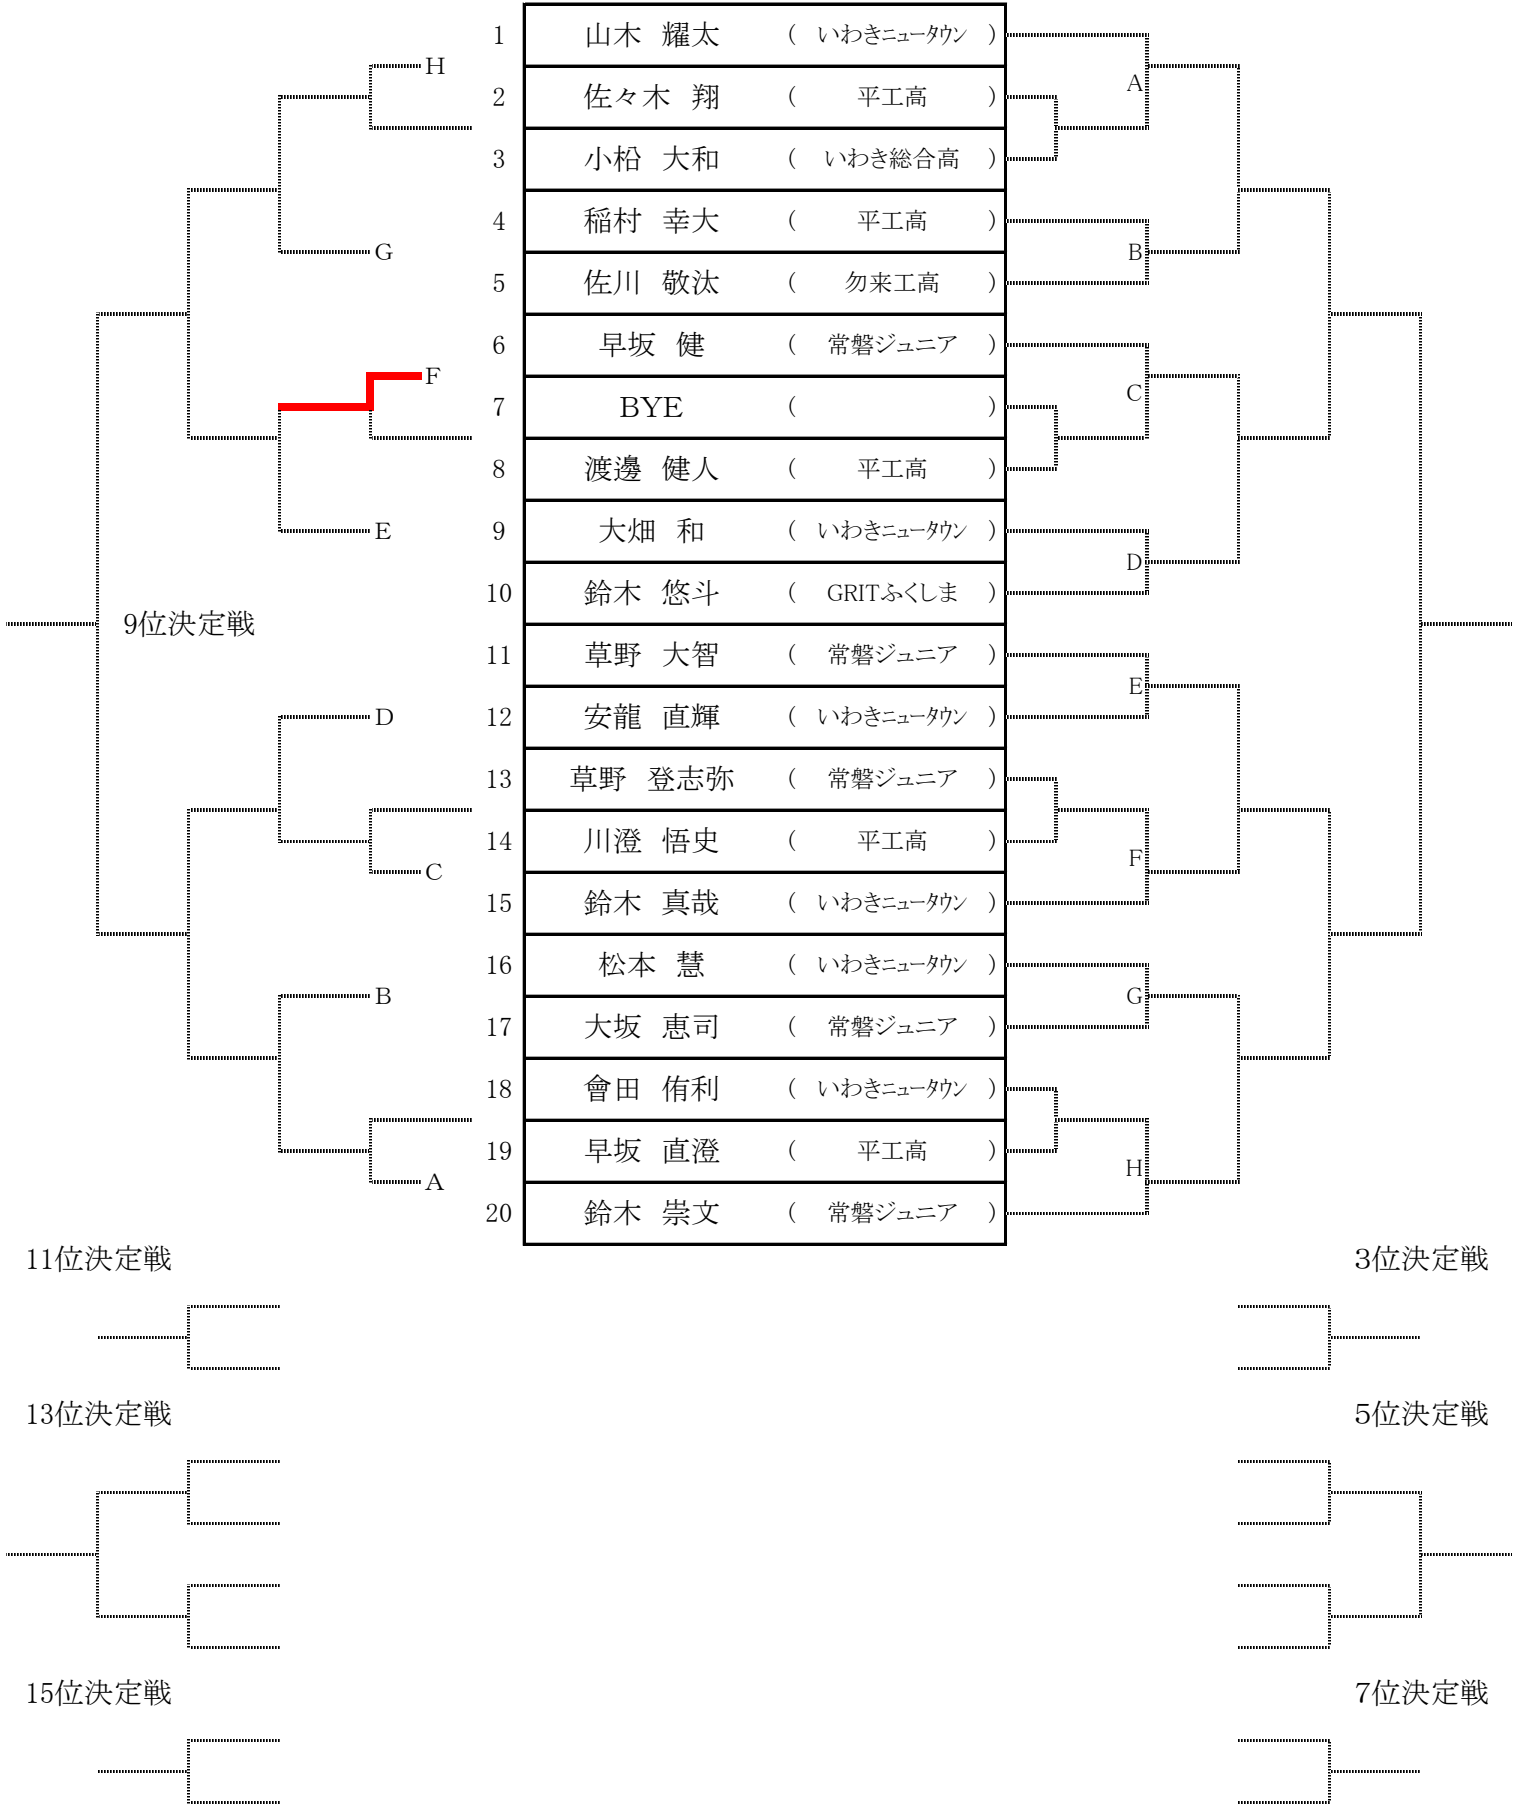 1 山木 耀太 ( いわきニュータウン )
H
A
2 佐々木 翔 ( 平工高 )
3 小松 大和 ( いわき総合高 )
4 稲村 幸大 ( 平工高 )
G
B
5 佐川 敬汰 ( 勿来工高 )
6 早坂 健 ( 常磐ジュニア )
F
C
7 BYE ( )
8 渡邊 健人 ( 平工高 )
E
9 大畑 和 ( いわきニュータウン )
D
10 鈴木 悠斗 ( GRITふくしま )
9位決定戦
11 草野 大智 ( 常磐ジュニア )
E
D
12 安龍 直輝 ( いわきニュータウン )
13 草野 登志弥 ( 常磐ジュニア )
14 川澄 悟史 ( 平工高 )
C
F
15 鈴木 真哉 ( いわきニュータウン )
16 松本 慧 ( いわきニュータウン )
B
G
17 大坂 恵司 ( 常磐ジュニア )
18 會田 侑利 ( いわきニュータウン )
19 早坂 直澄 ( 平工高 )
A
H
20 鈴木 崇文 ( 常磐ジュニア )
11位決定戦
3位決定戦
13位決定戦
5位決定戦
15位決定戦
7位決定戦